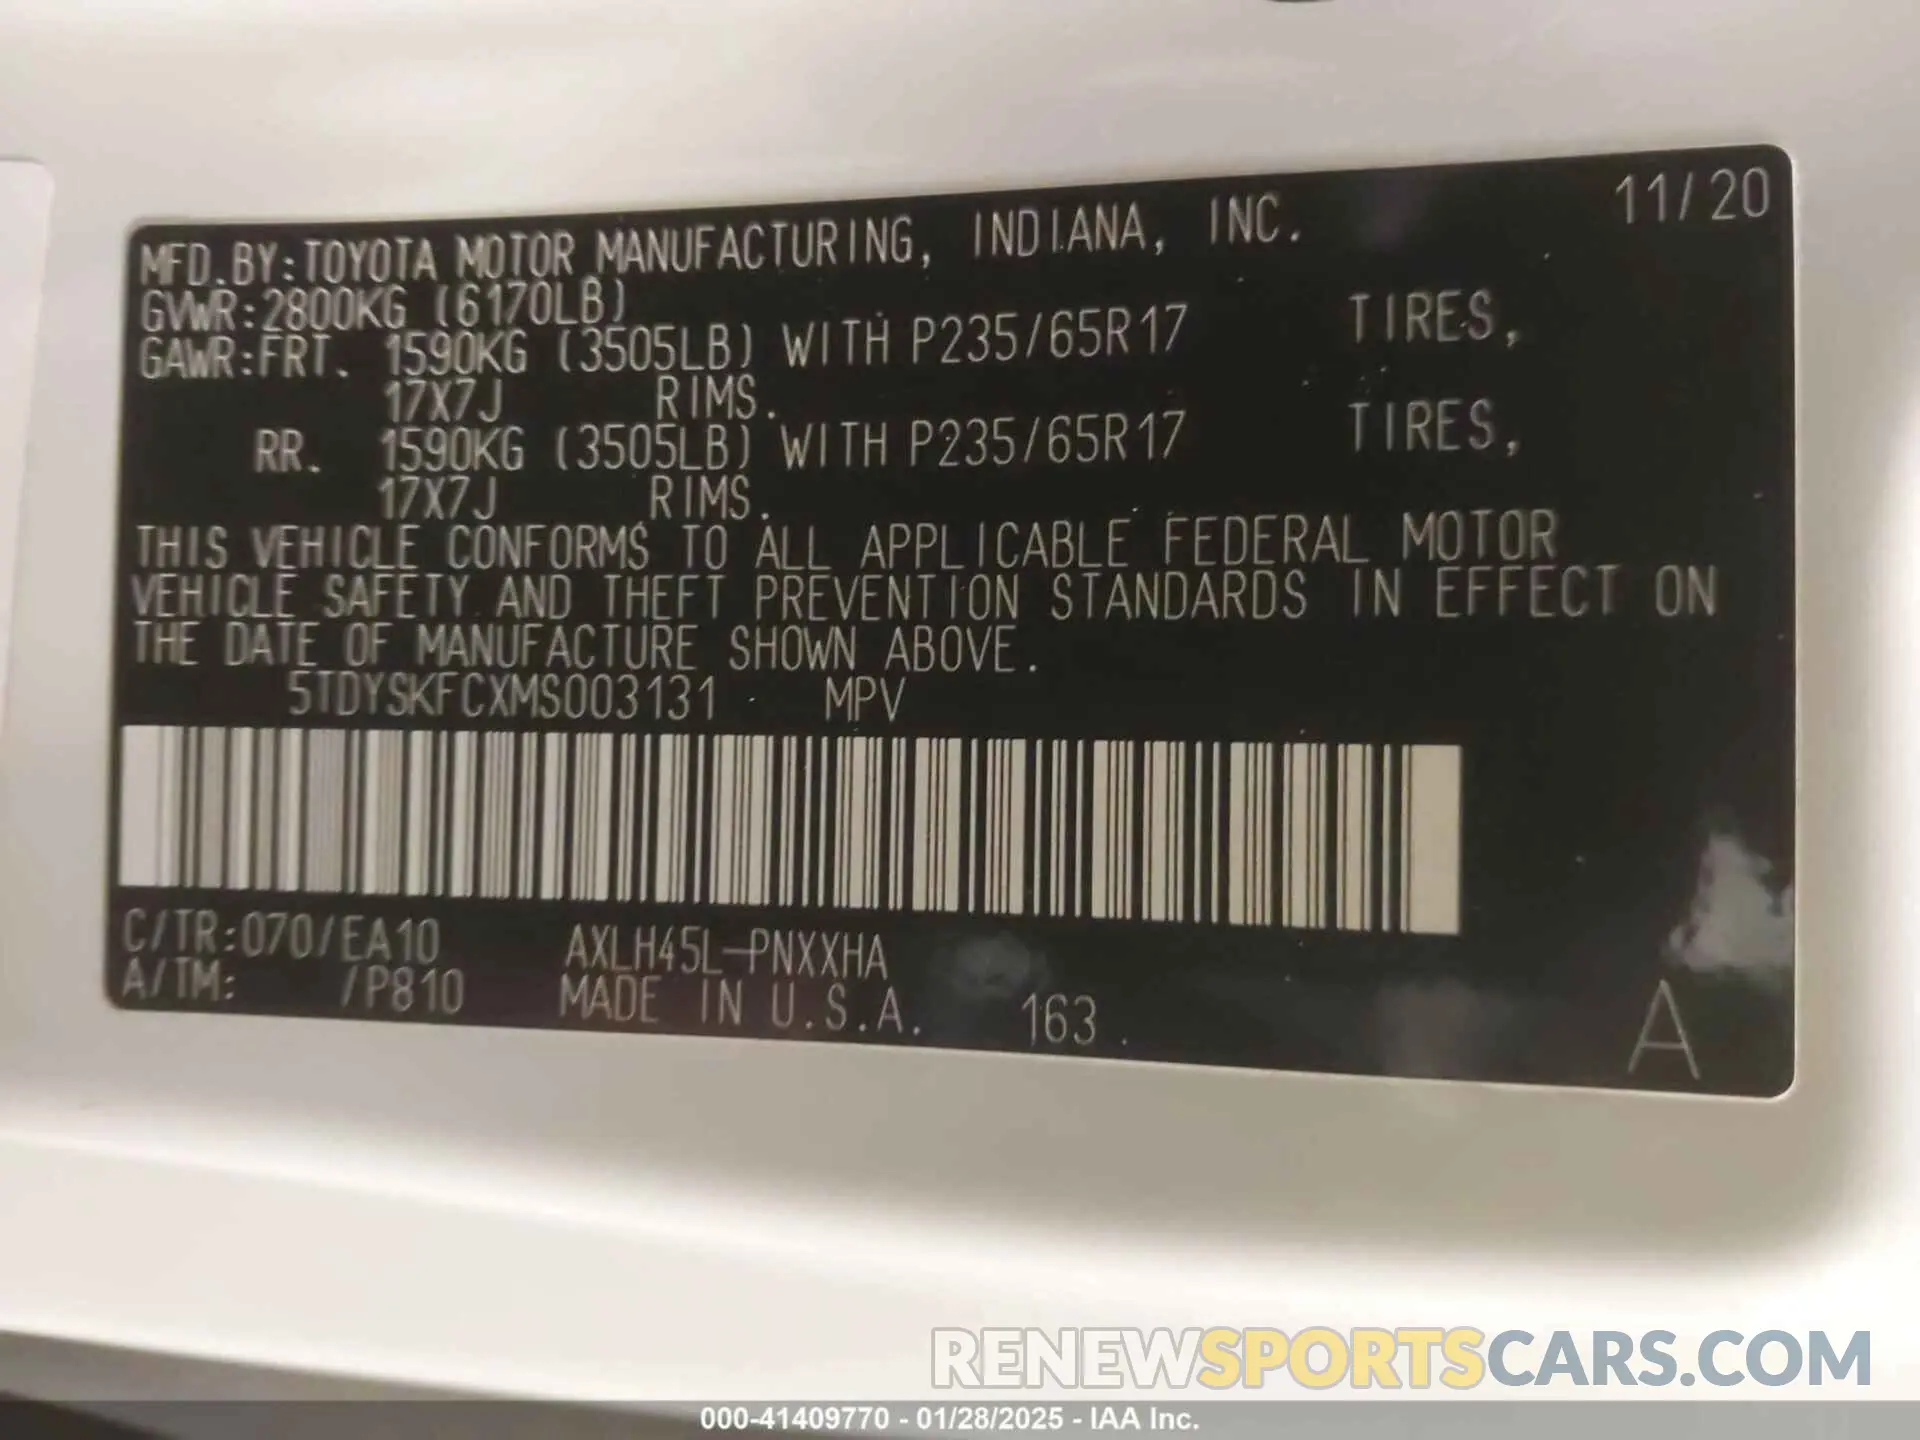 11/20
MFD.BY:TOYOTA MOTOR MANUFACTURING, INDIANA, INC.
GVWR:2800KG (6170LB)
GAWR:FRT. 1590KG (3505LB) WITH P235/65R17 TIRES,
17X7J RIMS.
RR. 1590KG (3505LB) WITH P235/65R17 TIRES,
17X7J RIMS.
THIS VEHICLE CONFORMS TO ALL APPLICABLE FEDERAL MOTOR
VEHICLE SAFETY AND THEFT PREVENTION STANDARDS IN EFFECT ON
THE DATE OF MANUFACTURE SHOWN ABOVE.
5TDYSKFCXMS003131 MPV
C/TR:070/EA10 AXLH45L-PNXXHA
A/TM: /P810 MADE IN U.S.A. 163 A
RENEWSPORTSCARS.COM
000-41409770 - 01/28/2025 - IAA Inc.